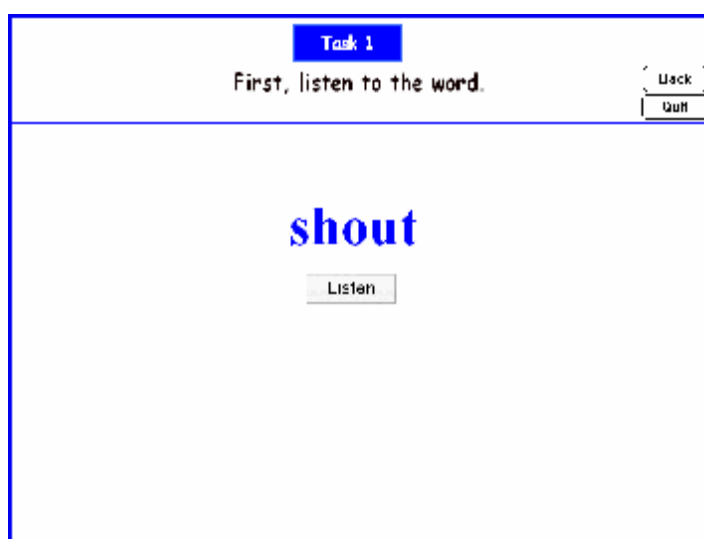 Task 1
First, listen to the word.
Back
Quit
shout
Listen